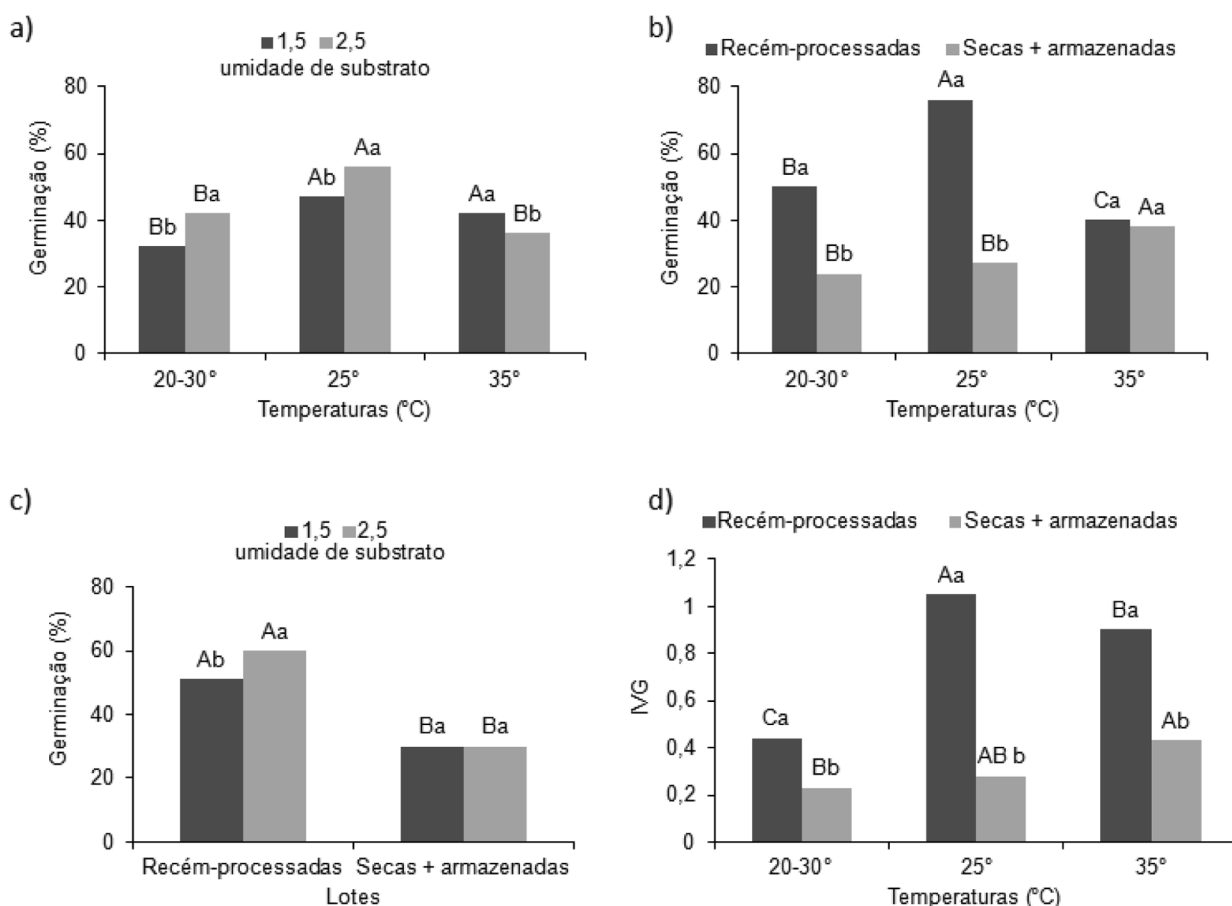 a)
1,5 2,5
umidade de substrato
Germinação (%)
80
60
40
20
0
Bb
Ba
Ab
Aa
Aa
Bb
20-30° 25° 35°
Temperaturas (°C)
b)
Recém-processadas Secas + armazenadas
Germinação (%)
80
60
40
20
0
Ba
Bb
Aa
Bb
Ca
Aa
20-30° 25° 35°
Temperaturas (°C)
c)
1,5 2,5
umidade de substrato
Germinação (%)
80
60
40
20
0
Ab
Aa
Ba
Ba
Recém-processadas Secas + armazenadas
Lotes
d)
Recém-processadas Secas + armazenadas
IVG
1,2
1
0,8
0,6
0,4
0,2
0
Ca
Bb
Aa
AB b
Ba
Ab
20-30° 25° 35°
Temperaturas (°C)